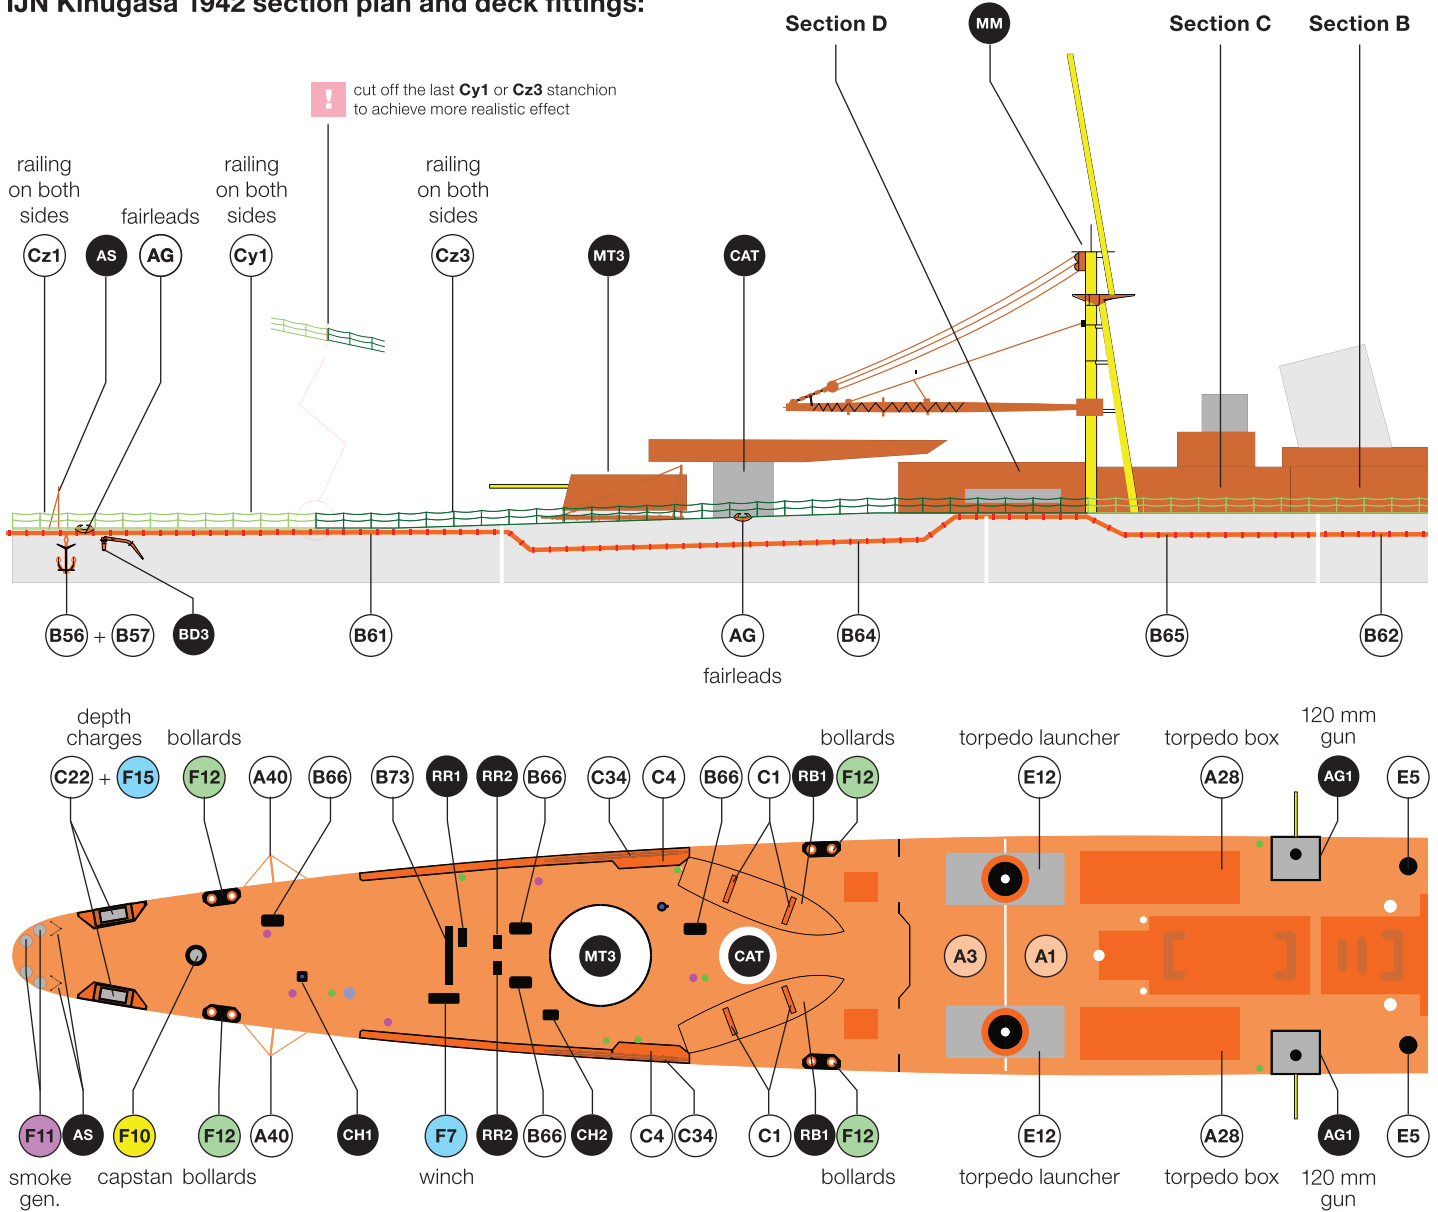 IJN Kinugasa 1942 section plan and deck fittings:
Section D
MM
Section C
Section B
!
cut off the last Cy1 or Cz3 stanchion
to achieve more realistic effect
railing
on both
sides
fairleads
railing
on both
sides
railing
on both
sides
Cz1
AS
AG
Cy1
Cz3
MT3
CAT
B56 + B57
BD3
B61
AG
B64
B65
B62
fairleads
depth
charges
bollards
bollards
torpedo launcher
torpedo box
120 mm
gun
C22 + F15
F12
A40
B66
B73
RR1
RR2
B66
C34
C4
B66
C1
RB1
F12
E12
A28
AG1
E5
MT3
CAT
A3
A1
F11
AS
F10
F12
A40
CH1
F7
RR2
B66
CH2
C4
C34
C1
RB1
F12
E12
A28
AG1
E5
smoke
gen.
capstan
bollards
winch
bollards
torpedo launcher
torpedo box
120 mm
gun